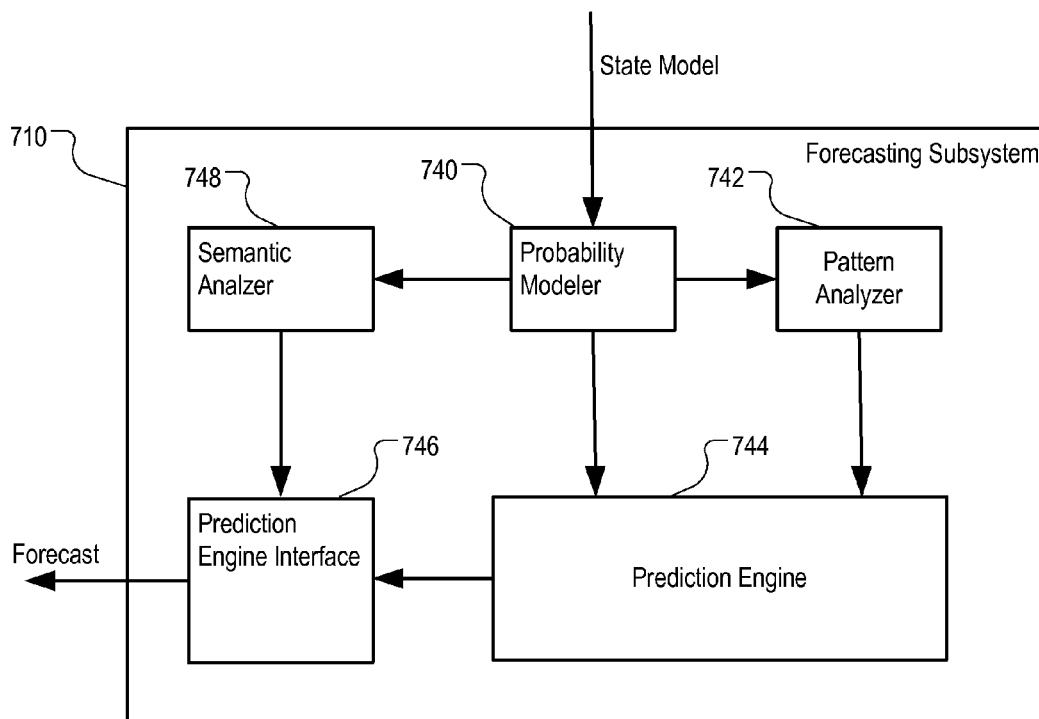 State Model
710
Forecasting Subsystem
748
740
742
Semantic
Analzer
Probability
Modeler
Pattern
Analyzer
746
744
Prediction
Engine Interface
Forecast
Prediction Engine